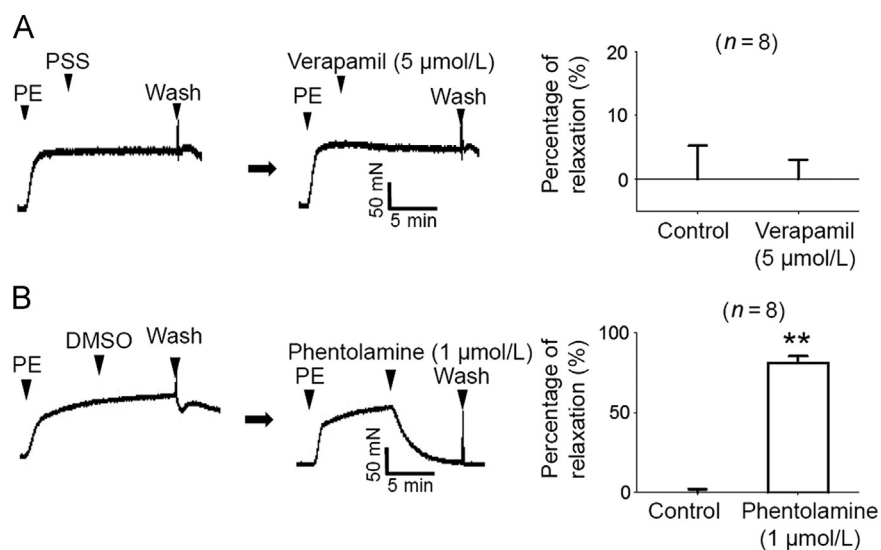 A
PSS
PE
Wash
Verapamil (5 µmol/L)
PE
Wash
50 mN
5 min
Percentage of
relaxation (%)
(n = 8)
20
10
0
Control
Verapamil
(5 µmol/L)
B
DMSO
Wash
PE
Phentolamine (1 µmol/L)
PE
Wash
50 mN
5 min
Percentage of
relaxation (%)
(n = 8)
100
50
0
**
Control
Phentolamine
(1 µmol/L)